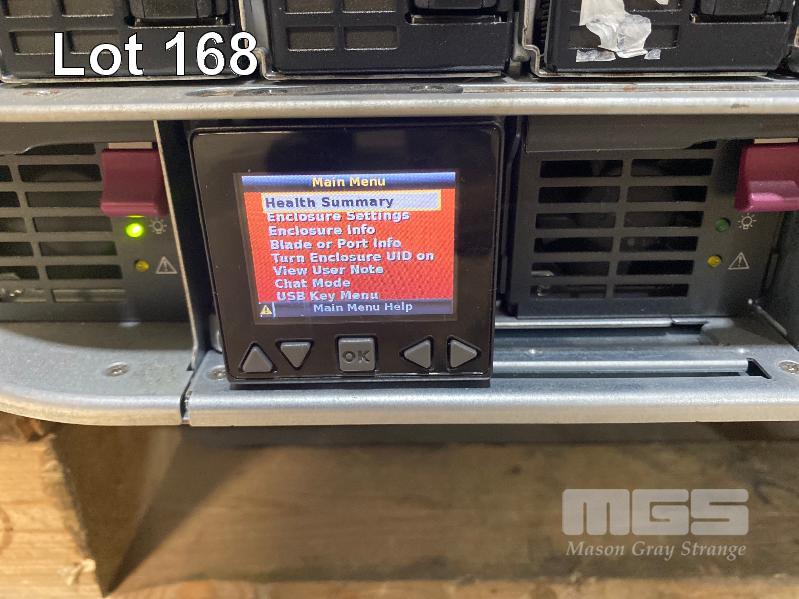 Lot 168
Main Menu
Health Summary
Enclosure Settings
Enclosure Info
Blade or Port Info
Turn Enclosure UID on
View User Note
Chat Mode
USB Key Menu
Main Menu Help
OK
MGS
Mason Gray Strange